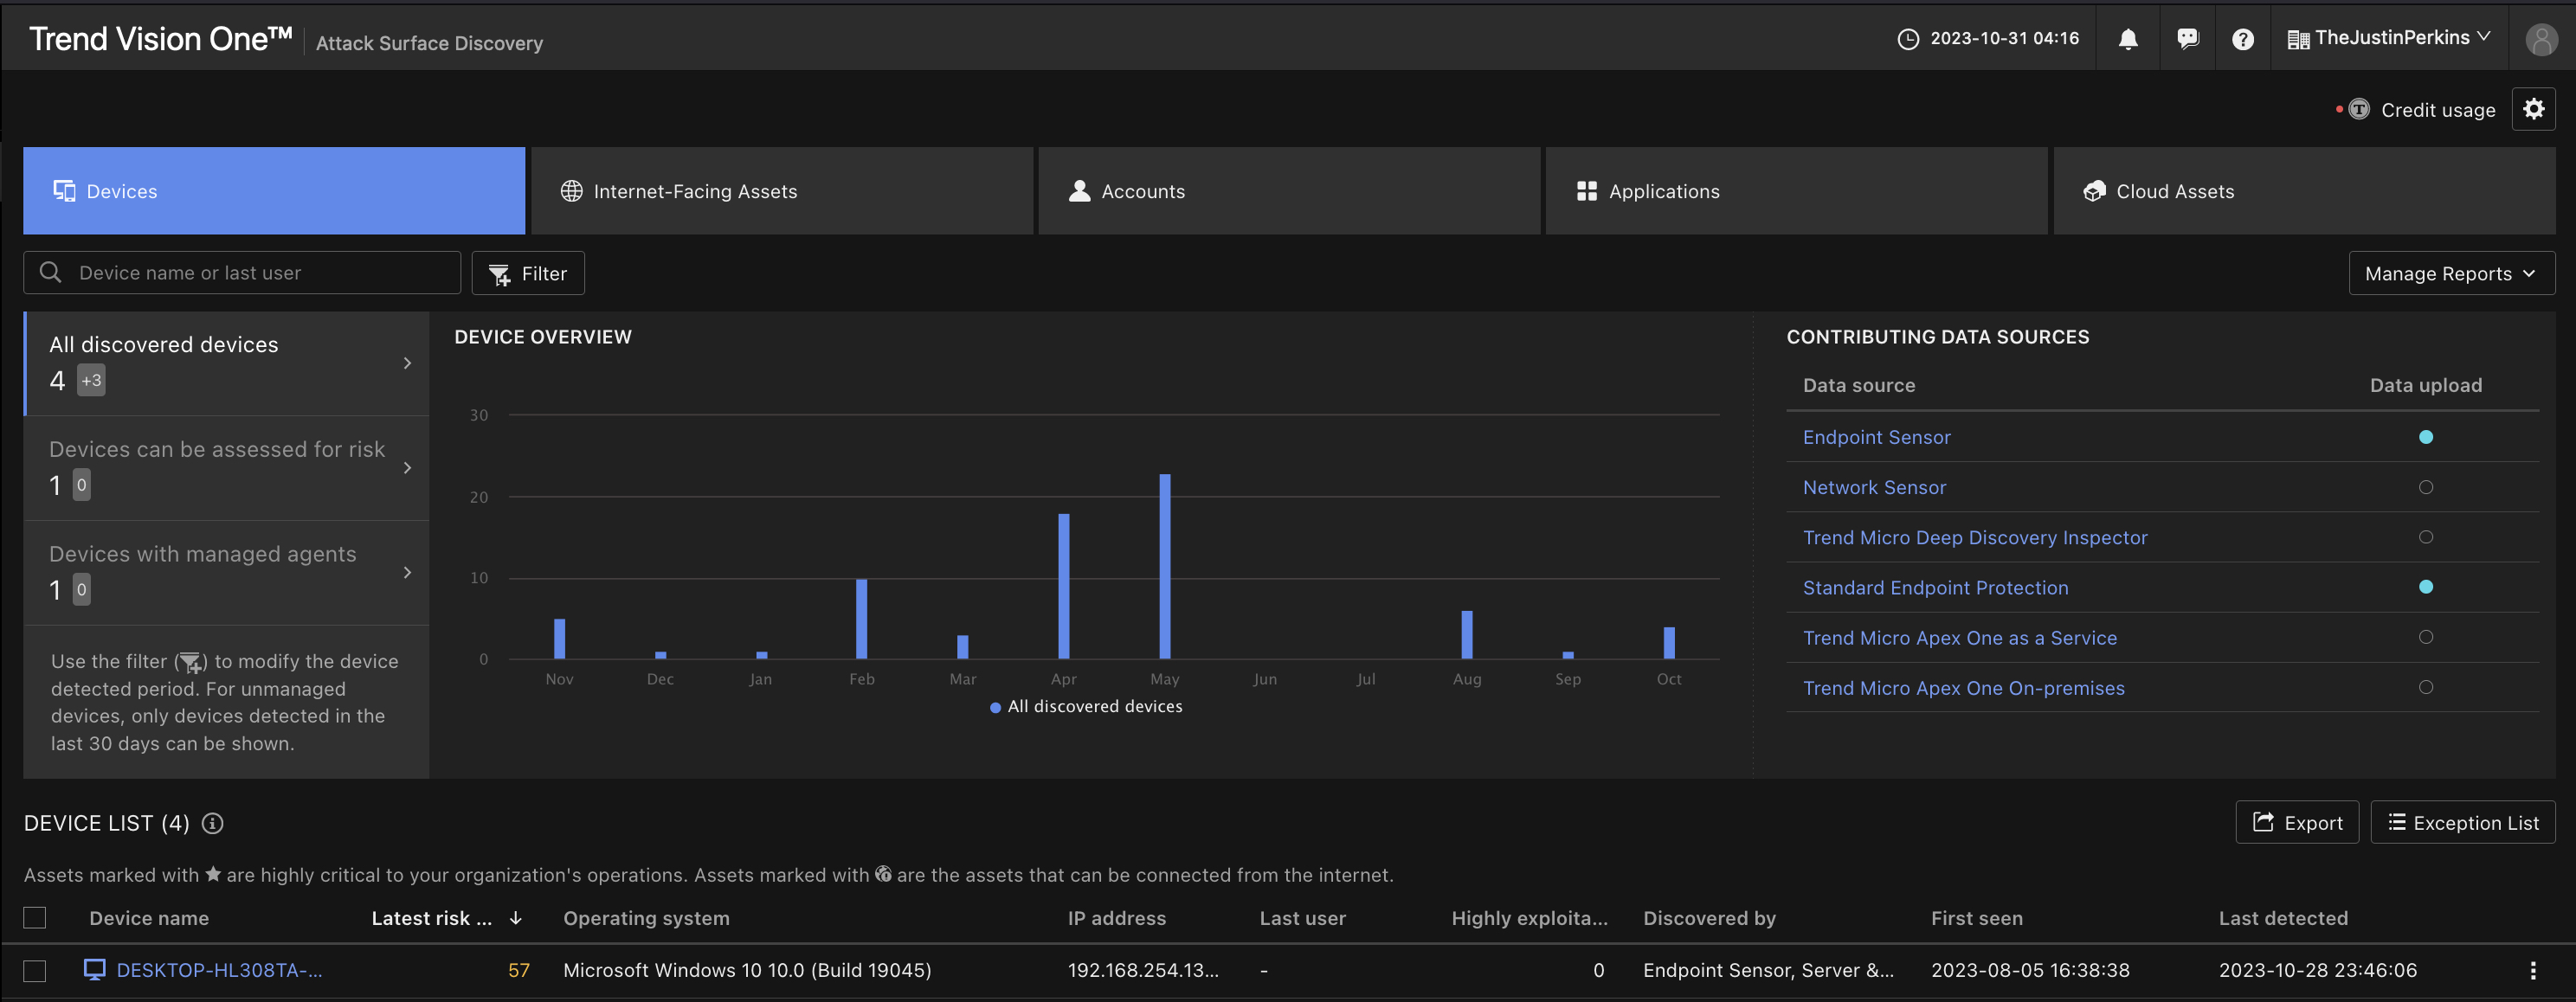 Trend Vision One™ Attack Surface Discovery 2023-10-31 04:16 TheJustinPerkins
Credit usage
Devices Internet-Facing Assets Accounts Applications Cloud Assets
Device name or last user Filter Manage Reports
All discovered devices
4 +3
Devices can be assessed for risk
1 0
Devices with managed agents
1 0
Use the filter ( ) to modify the device
detected period. For unmanaged
devices, only devices detected in the
last 30 days can be shown.
DEVICE OVERVIEW
30
20
10
0
Nov Dec Jan Feb Mar Apr May Jun Jul Aug Sep Oct
All discovered devices
CONTRIBUTING DATA SOURCES
Data source Data upload
Endpoint Sensor
Network Sensor
Trend Micro Deep Discovery Inspector
Standard Endpoint Protection
Trend Micro Apex One as a Service
Trend Micro Apex One On-premises
DEVICE LIST (4) Export Exception List
Assets marked with ★ are highly critical to your organization's operations. Assets marked with are the assets that can be connected from the internet.
Device name Latest risk ... ↓ Operating system IP address Last user Highly exploita... Discovered by First seen Last detected
DESKTOP-HL308TA-... 57 Microsoft Windows 10 10.0 (Build 19045) 192.168.254.13... - 0 Endpoint Sensor, Server &... 2023-08-05 16:38:38 2023-10-28 23:46:06